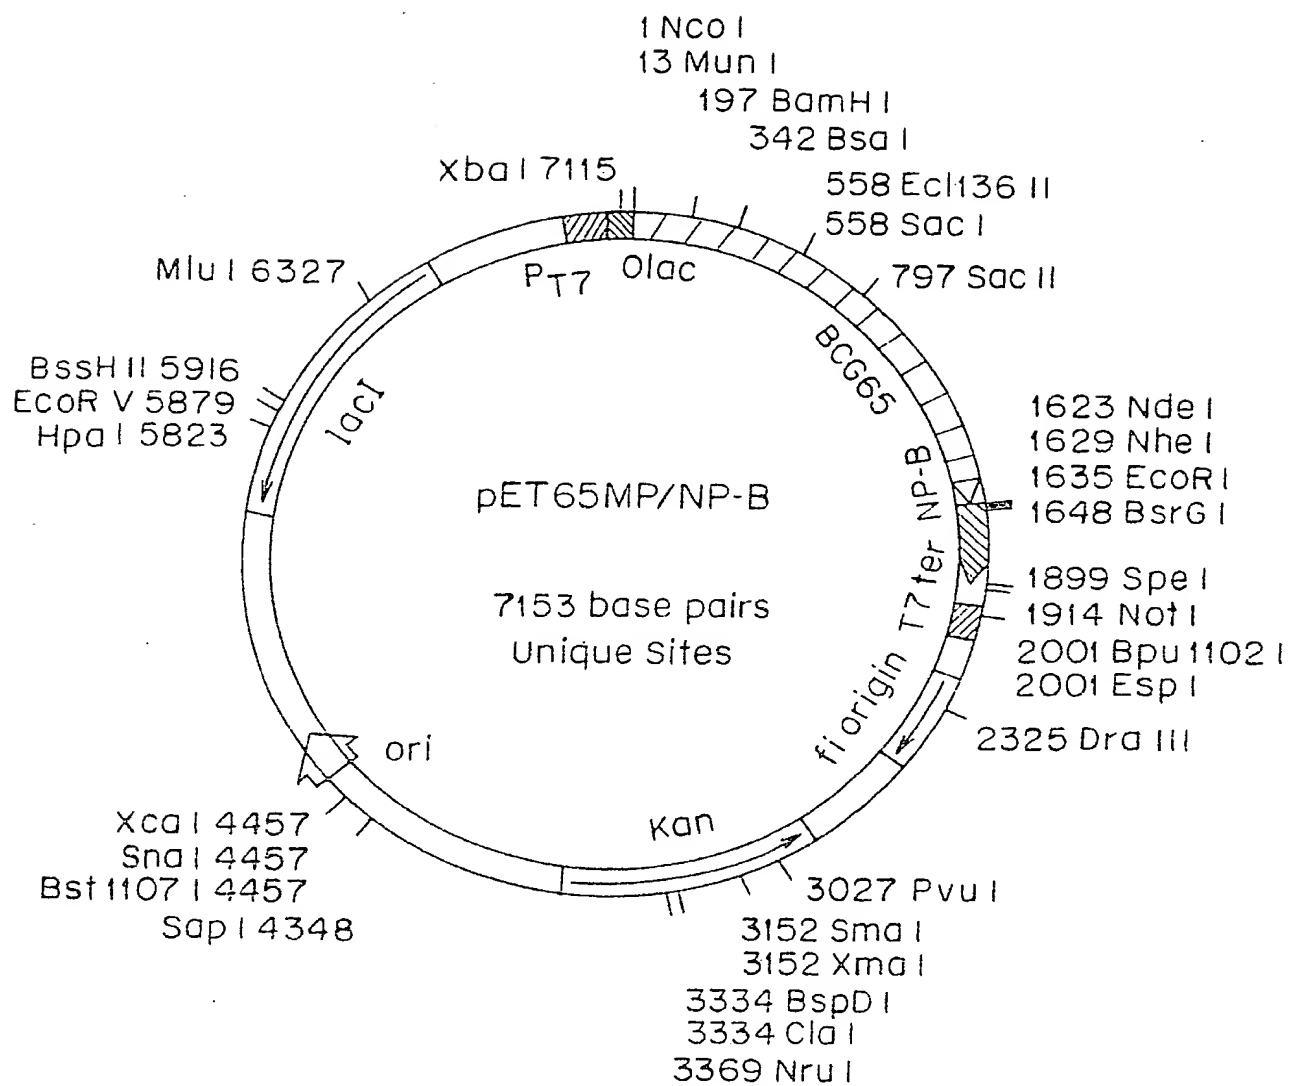 1 Nco I
13 Mun I
197 BamH I
342 Bsa I
558 Ecl136 II
558 Sac I
797 Sac II
Xba I 7115
Mlu I 6327
PT7
Olac
BssH II 5916
EcoR V 5879
Hpa I 5823
lacI
BCG65
1623 Nde I
1629 Nhe I
1635 EcoR I
1648 BsrG I
NP-B
pET65MP/NP-B
7153 base pairs
Unique Sites
T7 ter
1899 Spe I
1914 Not I
2001 Bpu 1102 I
2001 Esp I
fi origin
2325 Dra III
ori
Xca I 4457
Sna I 4457
Bst 1107 I 4457
Sap I 4348
Kan
3027 Pvu I
3152 Sma I
3152 Xma I
3334 BspD I
3334 Cla I
3369 Nru I